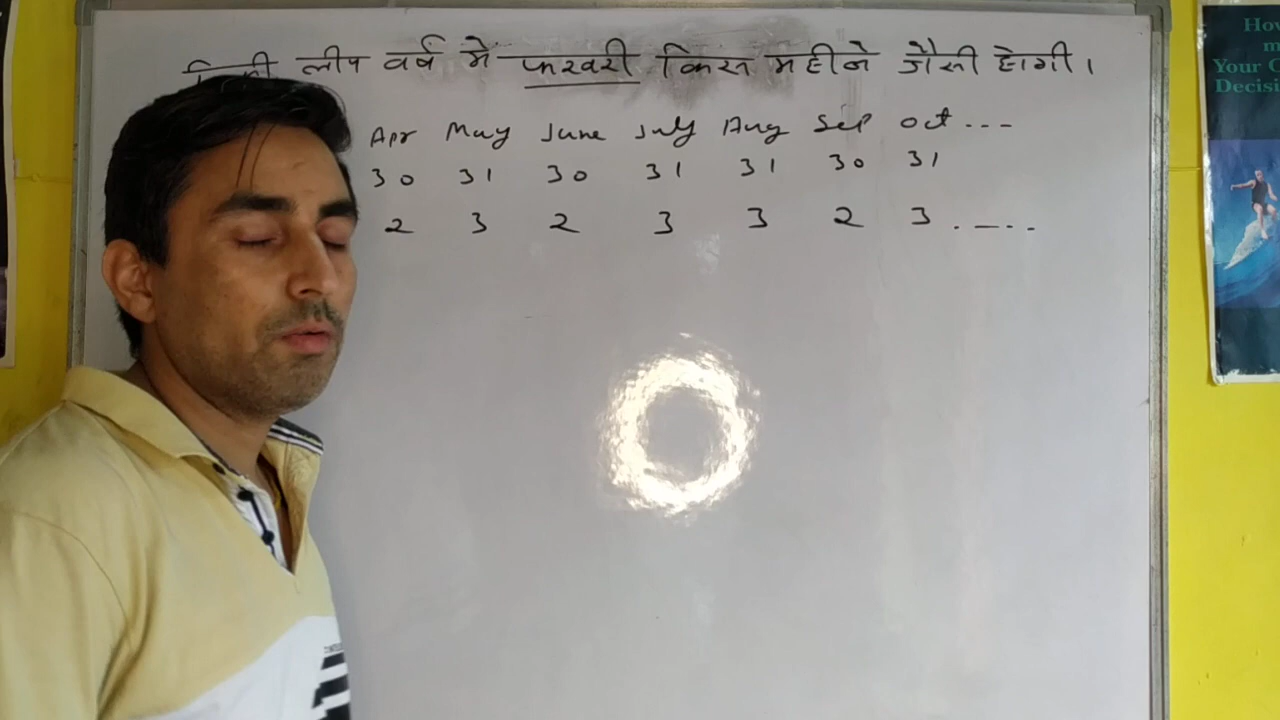 लीप वर्ष मे फरवरी किस महीने जैसी होगी।
Apr May June July Aug Sep Oct ---
30 31 30 31 31 30 31
2 3 2 3 3 2 3 .-..
How
Your
Decisi